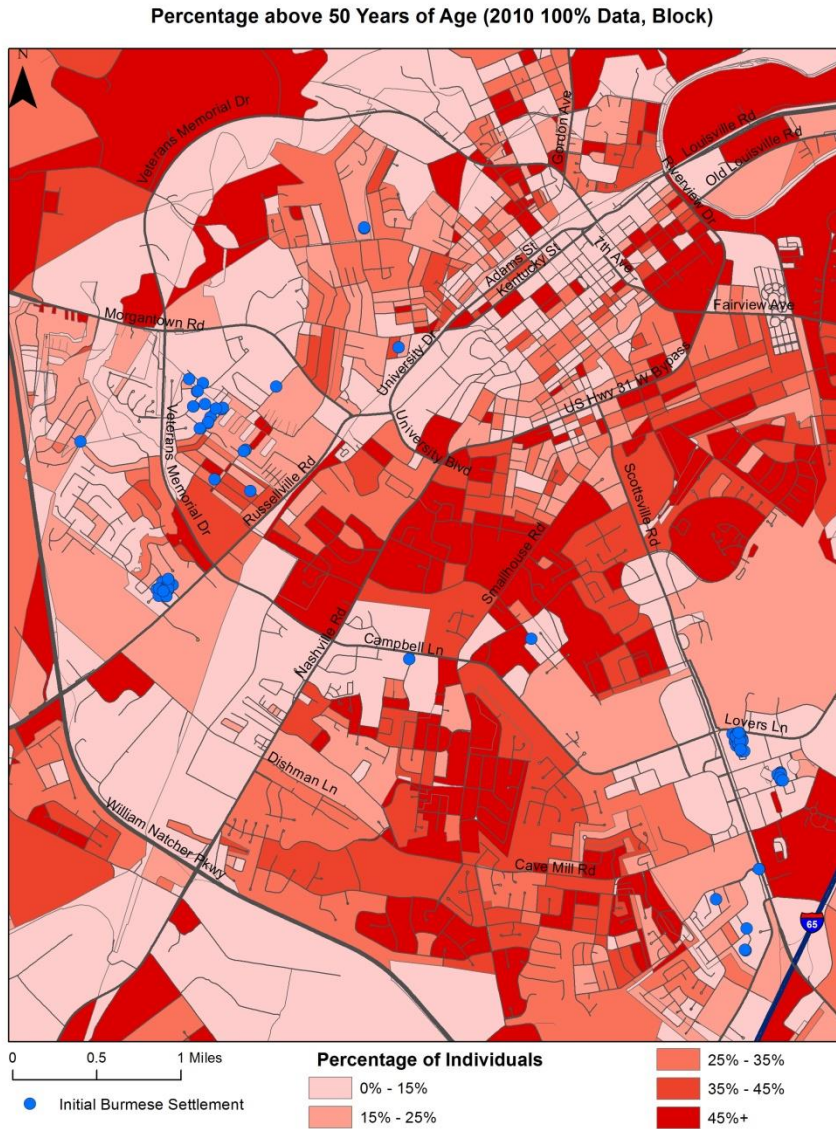 Percentage above 50 Years of Age (2010 100% Data, Block)
N
Veterans Memorial Dr
Gordon Ave
Louisville Rd
Old Louisville Rd
Riverview Dr
Adams St
Kentucky St
7th Ave
Morgantown Rd
Fairview Ave
University Dr
US Hwy 31 W-Bypass
University Blvd
Veterans Memorial Dr
Russellville Rd
Scottsville Rd
Smallhouse Rd
Nashville Rd
Campbell Ln
Lovers Ln
Dishman Ln
William Natcher Pkwy
Cave Mill Rd
65
0 0.5 1 Miles
Initial Burmese Settlement
Percentage of Individuals
0% - 15%
15% - 25%
25% - 35%
35% - 45%
45%+